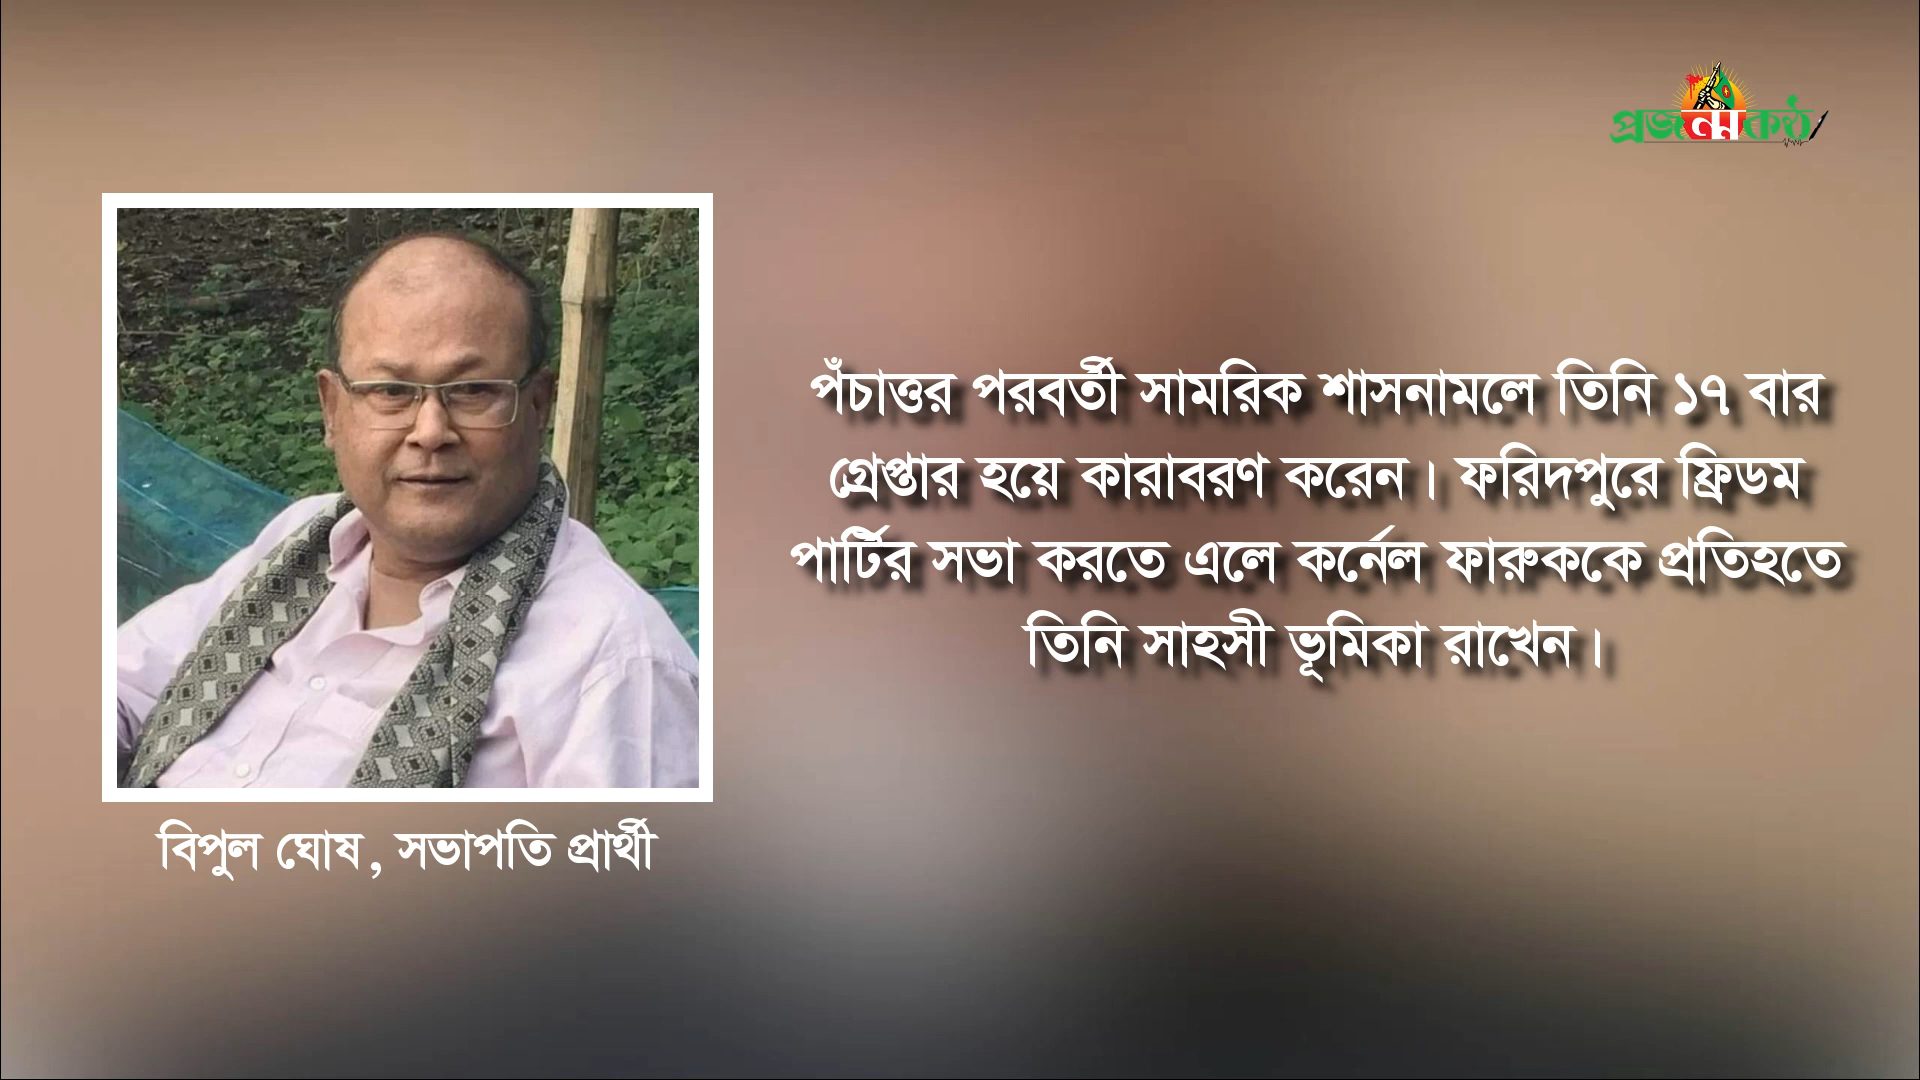 প্রজন্মকণ্ঠ
পঁচাত্তর পরবর্তী সামরিক শাসনামলে তিনি ১৭ বার
গ্রেপ্তার হয়ে কারাবরণ করেন। ফরিদপুরে ফ্রিডম
পার্টির সভা করতে এলে কর্নেল ফারুককে প্রতিহতে
তিনি সাহসী ভূমিকা রাখেন।
বিপুল ঘোষ, সভাপতি প্রার্থী